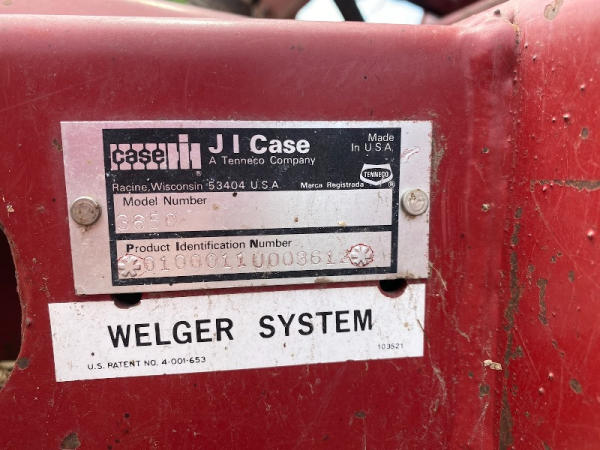 case IH
J I Case
A Tenneco Company
Made
In U.S.A.
TENNECO
Racine, Wisconsin 53404 U.S.A.
Marca Registrada
®
Model Number
Product Identification Number
WELGER SYSTEM
U.S. PATENT NO. 4-001-653
103521